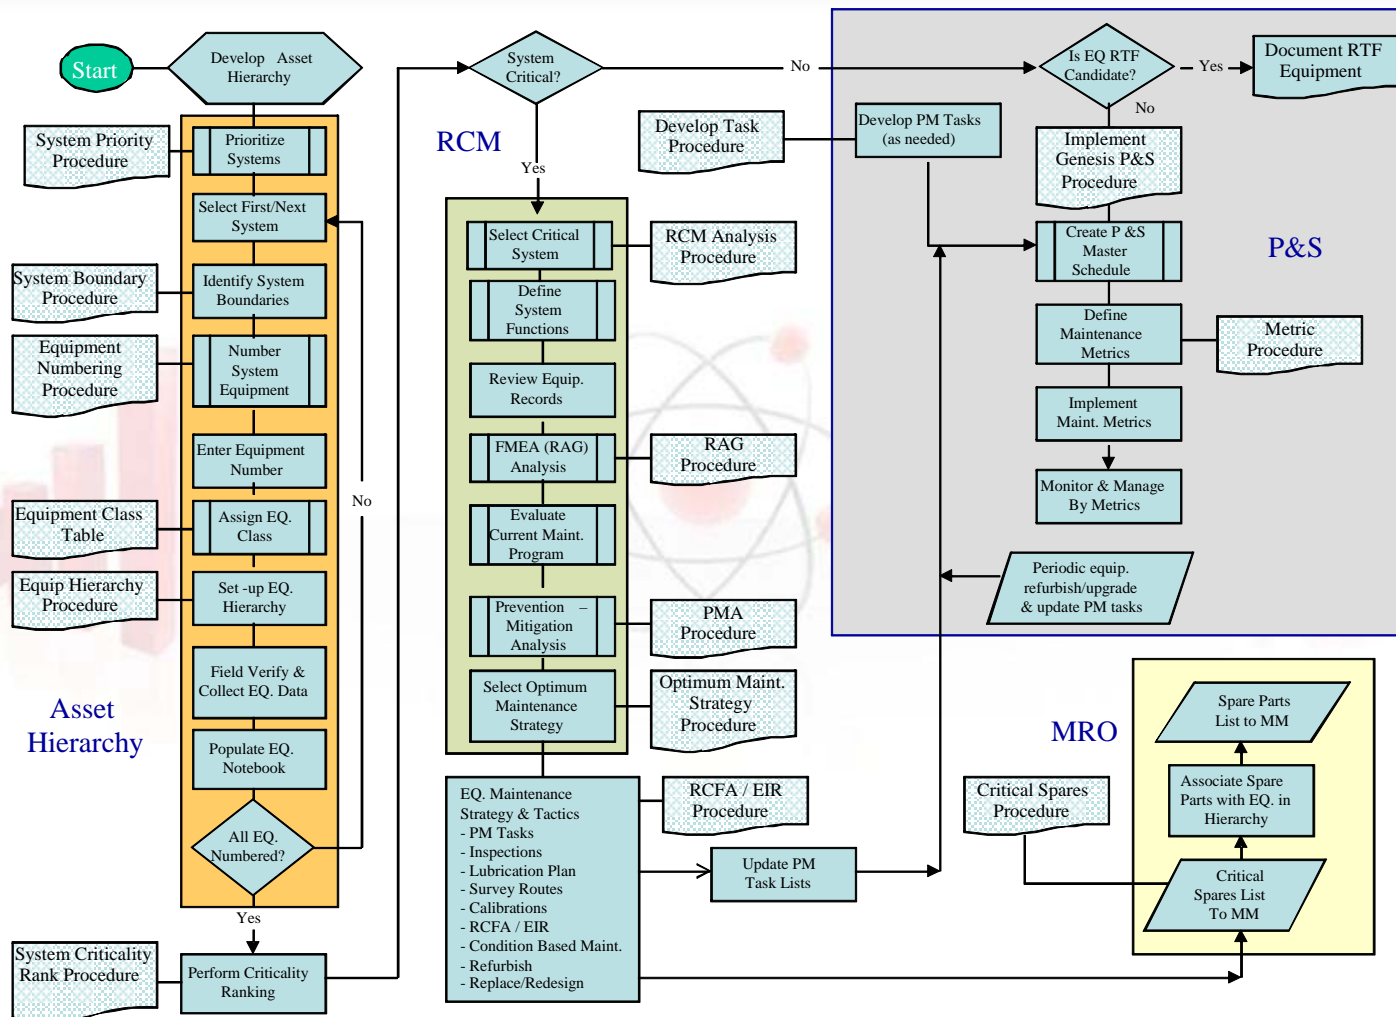 Start
Develop Asset
Hierarchy
System Priority
Procedure
Prioritize
Systems
Select First/Next
System
System Boundary
Procedure
Identify System
Boundaries
Equipment
Numbering
Procedure
Number
System
Equipment
Enter Equipment
Number
No
Equipment Class
Table
Assign EQ.
Class
Equip Hierarchy
Procedure
Set -up EQ.
Hierarchy
Field Verify &
Collect EQ. Data
Asset
Hierarchy
Populate EQ.
Notebook
All EQ.
Numbered?
Yes
System Criticality
Rank Procedure
Perform Criticality
Ranking
System
Critical?
No
RCM
Yes
Select Critical
System
RCM Analysis
Procedure
Define
System
Functions
Review Equip.
Records
FMEA (RAG)
Analysis
RAG
Procedure
Evaluate
Current Maint.
Program
Prevention –
Mitigation
Analysis
PMA
Procedure
Select Optimum
Maintenance
Strategy
Optimum Maint.
Strategy
Procedure
EQ. Maintenance
Strategy & Tactics
- PM Tasks
- Inspections
- Lubrication Plan
- Survey Routes
- Calibrations
- RCFA / EIR
- Condition Based Maint.
- Refurbish
- Replace/Redesign
RCFA / EIR
Procedure
Update PM
Task Lists
Is EQ RTF
Candidate?
Yes
Document RTF
Equipment
No
Develop Task
Procedure
Develop PM Tasks
(as needed)
Implement
Genesis P&S
Procedure
Create P &S
Master
Schedule
P&S
Define
Maintenance
Metrics
Metric
Procedure
Implement
Maint. Metrics
Monitor & Manage
By Metrics
Periodic equip.
refurbish/upgrade
& update PM tasks
MRO
Spare Parts
List to MM
Critical Spares
Procedure
Associate Spare
Parts with EQ. in
Hierarchy
Critical
Spares List
To MM